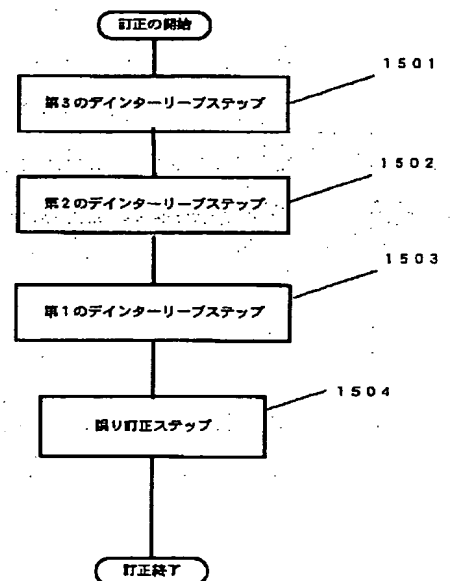 訂正の開始
1501
第3のデインターリーブステップ
1502
第2のデインターリーブステップ
1503
第1のデインターリーブステップ
1504
誤り訂正ステップ
訂正終了